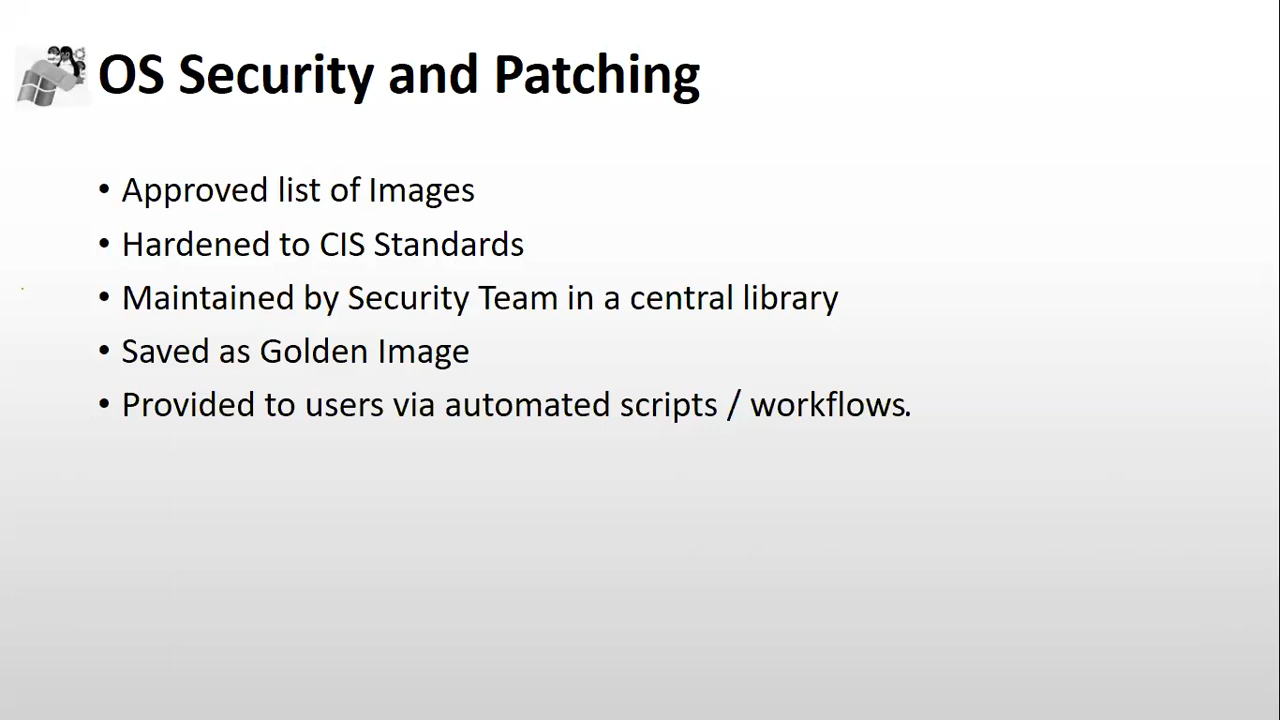 OS Security and Patching
• Approved list of Images
• Hardened to CIS Standards
• Maintained by Security Team in a central library
• Saved as Golden Image
• Provided to users via automated scripts / workflows.